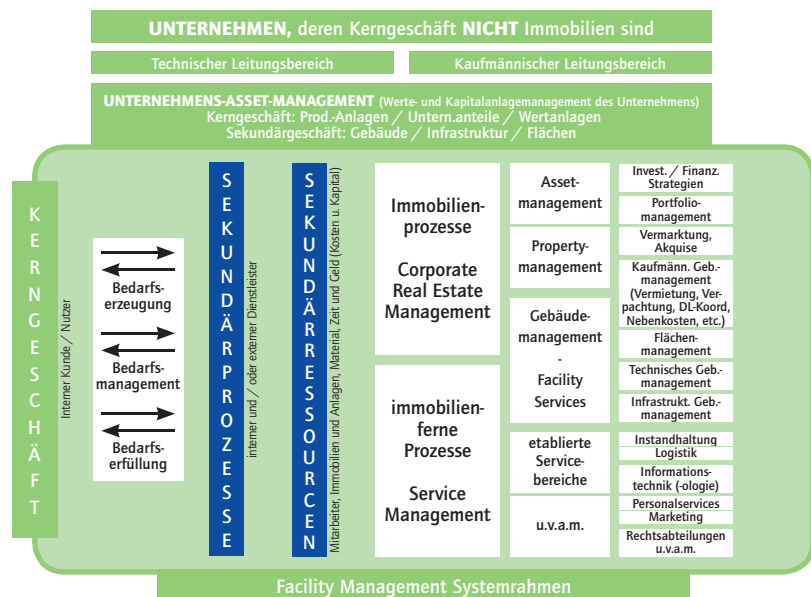 UNTERNEHMEN, deren Kerngeschäft NICHT Immobilien sind
Technischer Leitungsbereich
Kaufmännischer Leitungsbereich
UNTERNEHMENS-ASSET-MANAGEMENT (Werte- und Kapitalanlagemanagement des Unternehmens)
Kerngeschäft: Prod.-Anlagen / Untern.anteile / Wertanlagen
Sekundärgeschäft: Gebäude / Infrastruktur / Flächen
KERNGESCHÄFT
Interner Kunde / Nutzer
Bedarfs-
erzeugung
Bedarfs-
management
Bedarfs-
erfüllung
SEKUNDÄRPROZESSE
interner und / oder externer Dienstleister
SEKUNDÄRRESSOURCEN
Mitarbeiter, Immobilien und Anlagen, Material, Zeit und Geld (Kosten u. Kapital)
Immobilien-
prozesse
Corporate
Real Estate
Management
immobilien-
ferne
Prozesse
Service
Management
Asset-
management
Property-
management
Gebäude-
management
-
Facility
Services
etablierte
Service-
bereiche
u.v.a.m.
Invest. / Finanz.
Strategien
Portfolio-
management
Vermarktung,
Akquise
Kaufmänn. Geb.-
management
(Vermietung, Ver-
pachtung, DL-Koord,
Nebenkosten, etc.)
Flächen-
management
Technisches Geb.-
management
Infrastrukt. Geb.-
management
Instandhaltung
Logistik
Informations-
technik (-ologie)
Personalservices
Marketing
Rechtsabteilungen
u.v.a.m.
Facility Management Systemrahmen